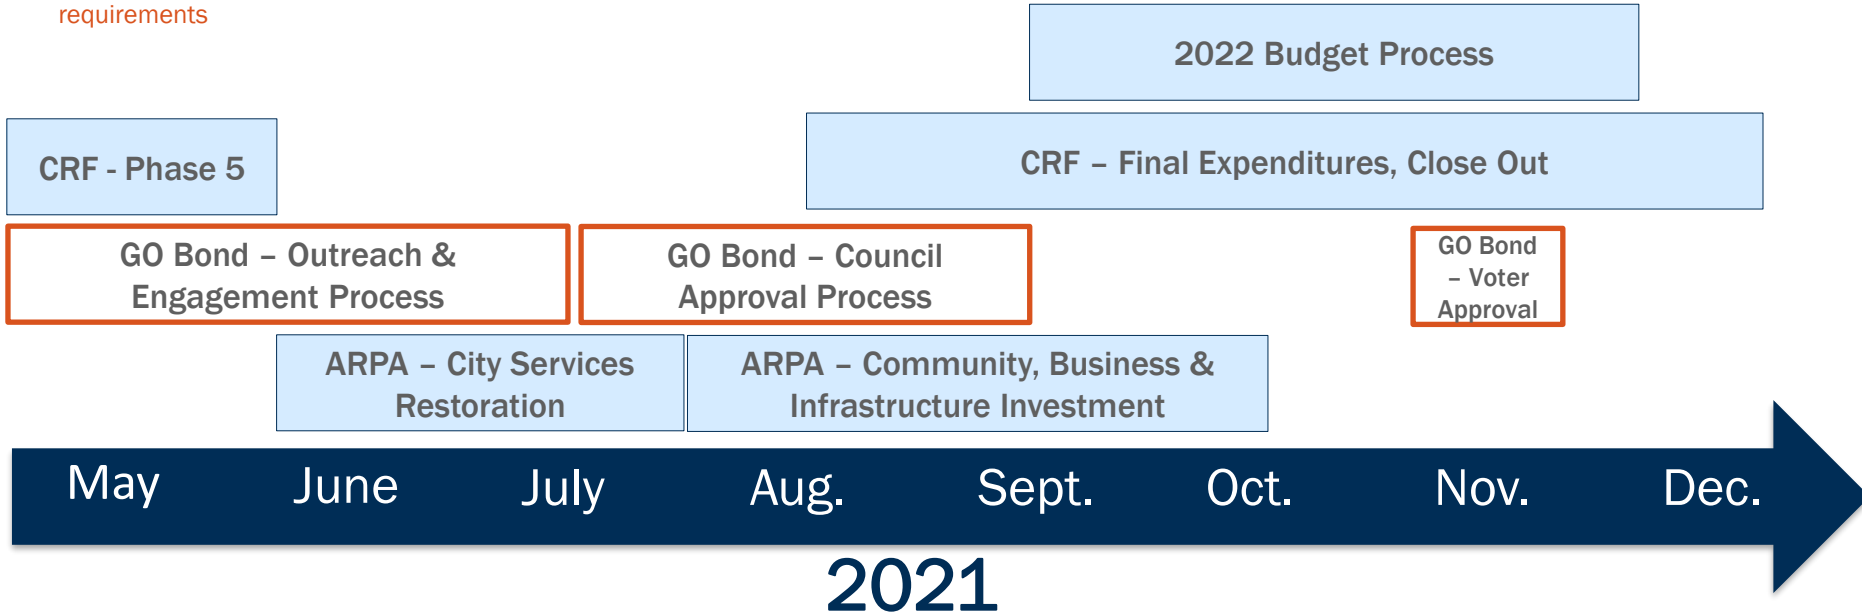 requirements
2022 Budget Process
CRF - Phase 5
CRF – Final Expenditures, Close Out
GO Bond – Outreach &
Engagement Process
GO Bond – Council
Approval Process
GO Bond
– Voter
Approval
ARPA – City Services
Restoration
ARPA – Community, Business &
Infrastructure Investment
May June July Aug. Sept. Oct. Nov. Dec.
2021